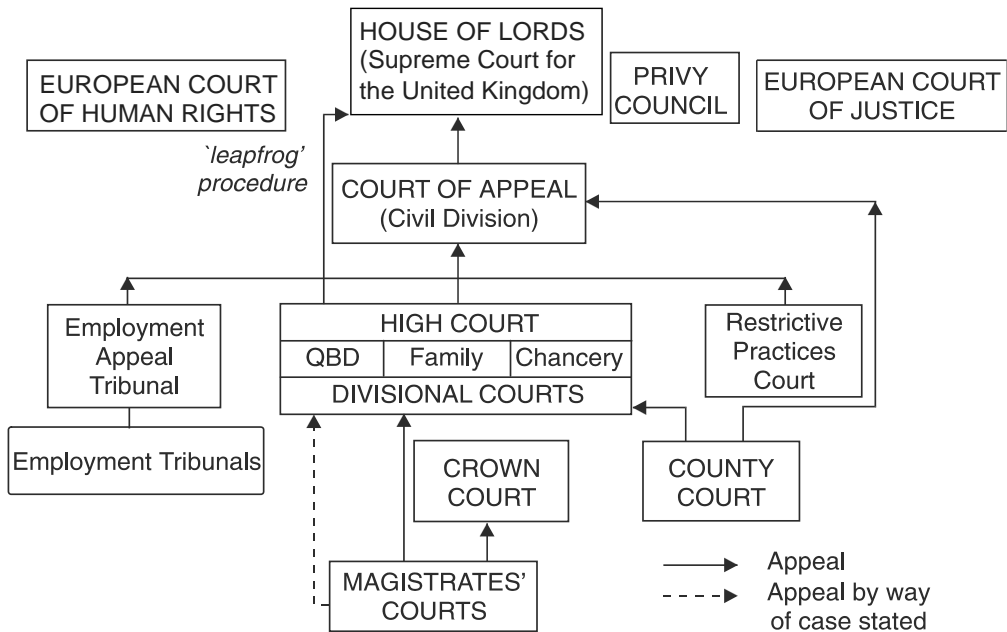 HOUSE OF LORDS
(Supreme Court for
the United Kingdom)
EUROPEAN COURT
OF HUMAN RIGHTS
PRIVY
COUNCIL
EUROPEAN COURT
OF JUSTICE
`leapfrog'
procedure
COURT OF APPEAL
(Civil Division)
Employment
Appeal
Tribunal
HIGH COURT
QBD Family Chancery
DIVISIONAL COURTS
Restrictive
Practices
Court
Employment Tribunals
CROWN
COURT
COUNTY
COURT
MAGISTRATES'
COURTS
Appeal
Appeal by way
of case stated